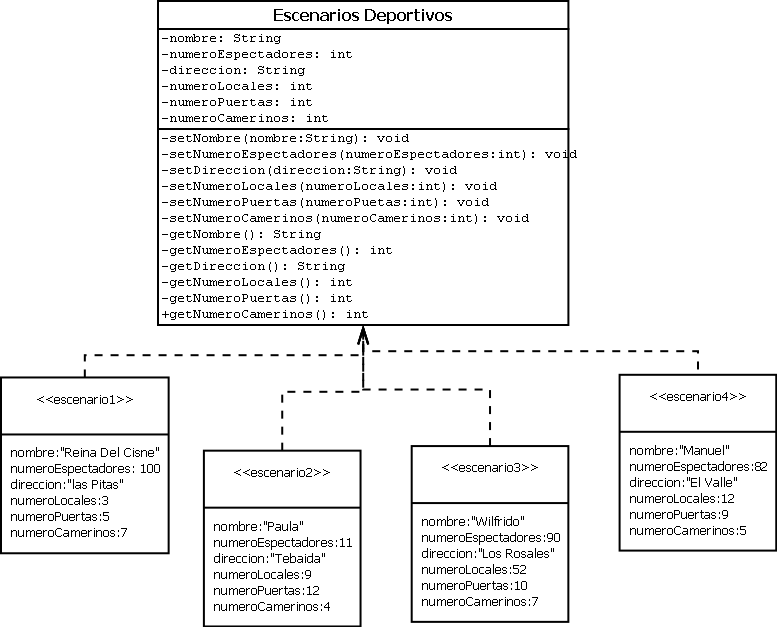 Escenarios Deportivos
-nombre: String
-numeroEspectadores: int
-direccion: String
-numeroLocales: int
-numeroPuertas: int
-numeroCamerinos: int
-setNombre(nombre:String): void
-setNumeroEspectadores(numeroEspectadores:int): void
-setDireccion(direccion:String): void
-setNumeroLocales(numeroLocales:int): void
-setNumeroPuertas(numeroPuetas:int): void
-setNumeroCamerinos(numeroCamerinos:int): void
-getNombre(): String
-getNumeroEspectadores(): int
-getDireccion(): String
-getNumeroLocales(): int
-getNumeroPuertas(): int
+getNumeroCamerinos(): int
<<escenario1>>
nombre:"Reina Del Cisne"
numeroEspectadores: 100
direccion:"las Pitas"
numeroLocales:3
numeroPuertas:5
numeroCamerinos:7
<<escenario2>>
nombre:"Paula"
numeroEspectadores:11
direccion:"Tebaida"
numeroLocales:9
numeroPuertas:12
numeroCamerinos:4
<<escenario3>>
nombre:"Wilfrido"
numeroEspectadores:90
direccion:"Los Rosales"
numeroLocales:52
numeroPuertas:10
numeroCamerinos:7
<<escenario4>>
nombre:"Manuel"
numeroEspectadores:82
direccion:"El Valle"
numeroLocales:12
numeroPuertas:9
numeroCamerinos:5